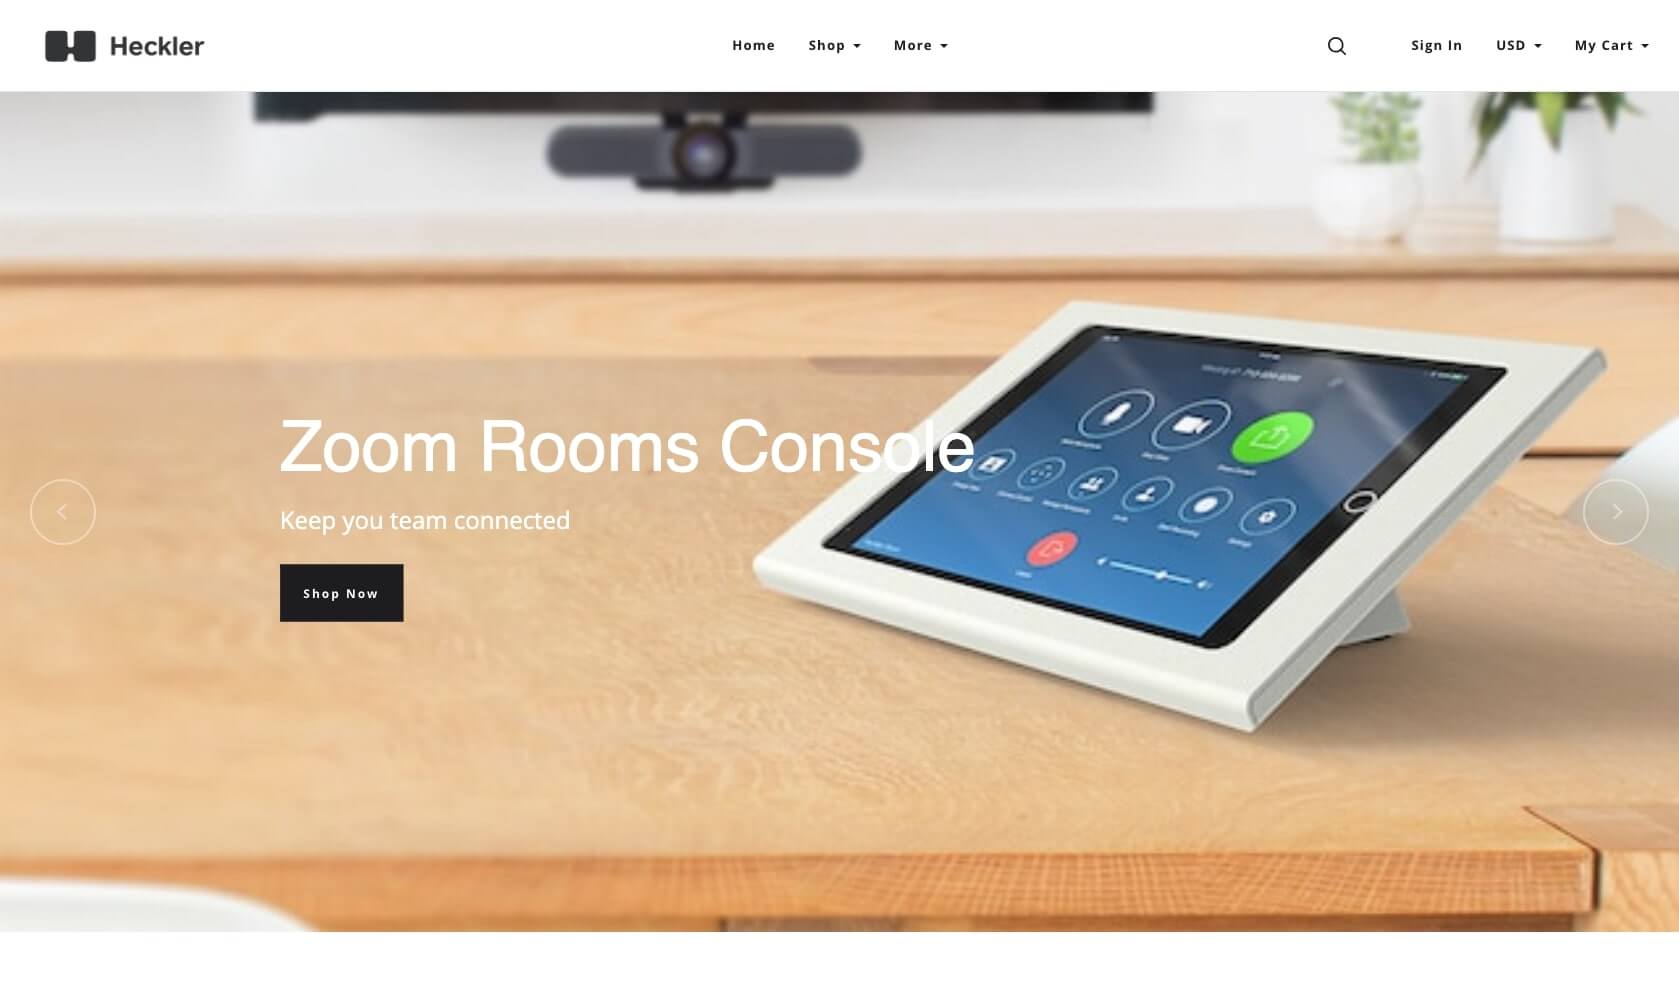 Heckler
Home
Shop
More
Sign In
USD
My Cart
Zoom Rooms Console
Keep you team connected
Shop Now